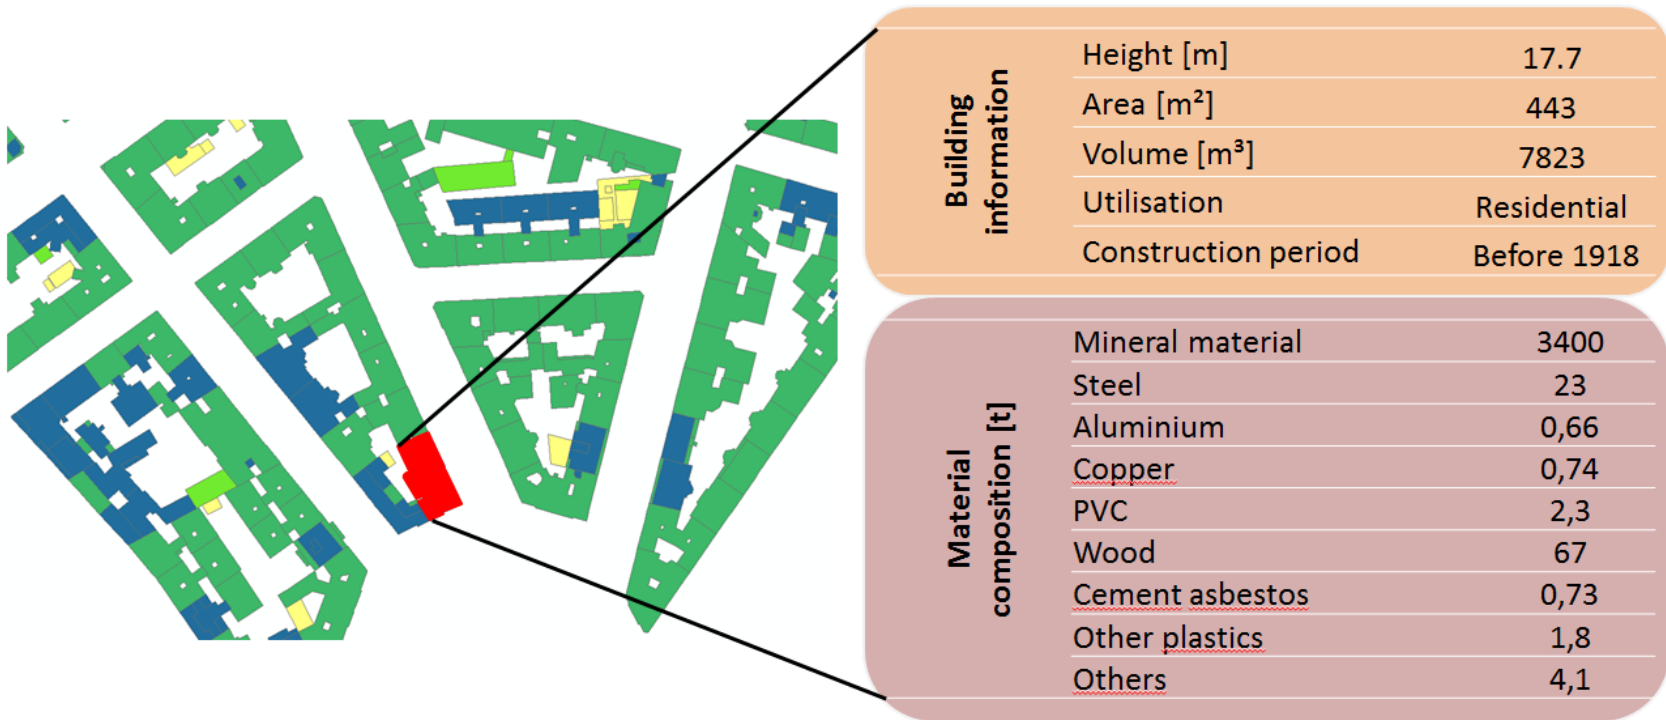 Building
information
Height [m] 17.7
Area [m²] 443
Volume [m³] 7823
Utilisation Residential
Construction period Before 1918
Material
composition [t]
Mineral material 3400
Steel 23
Aluminium 0,66
Copper 0,74
PVC 2,3
Wood 67
Cement asbestos 0,73
Other plastics 1,8
Others 4,1